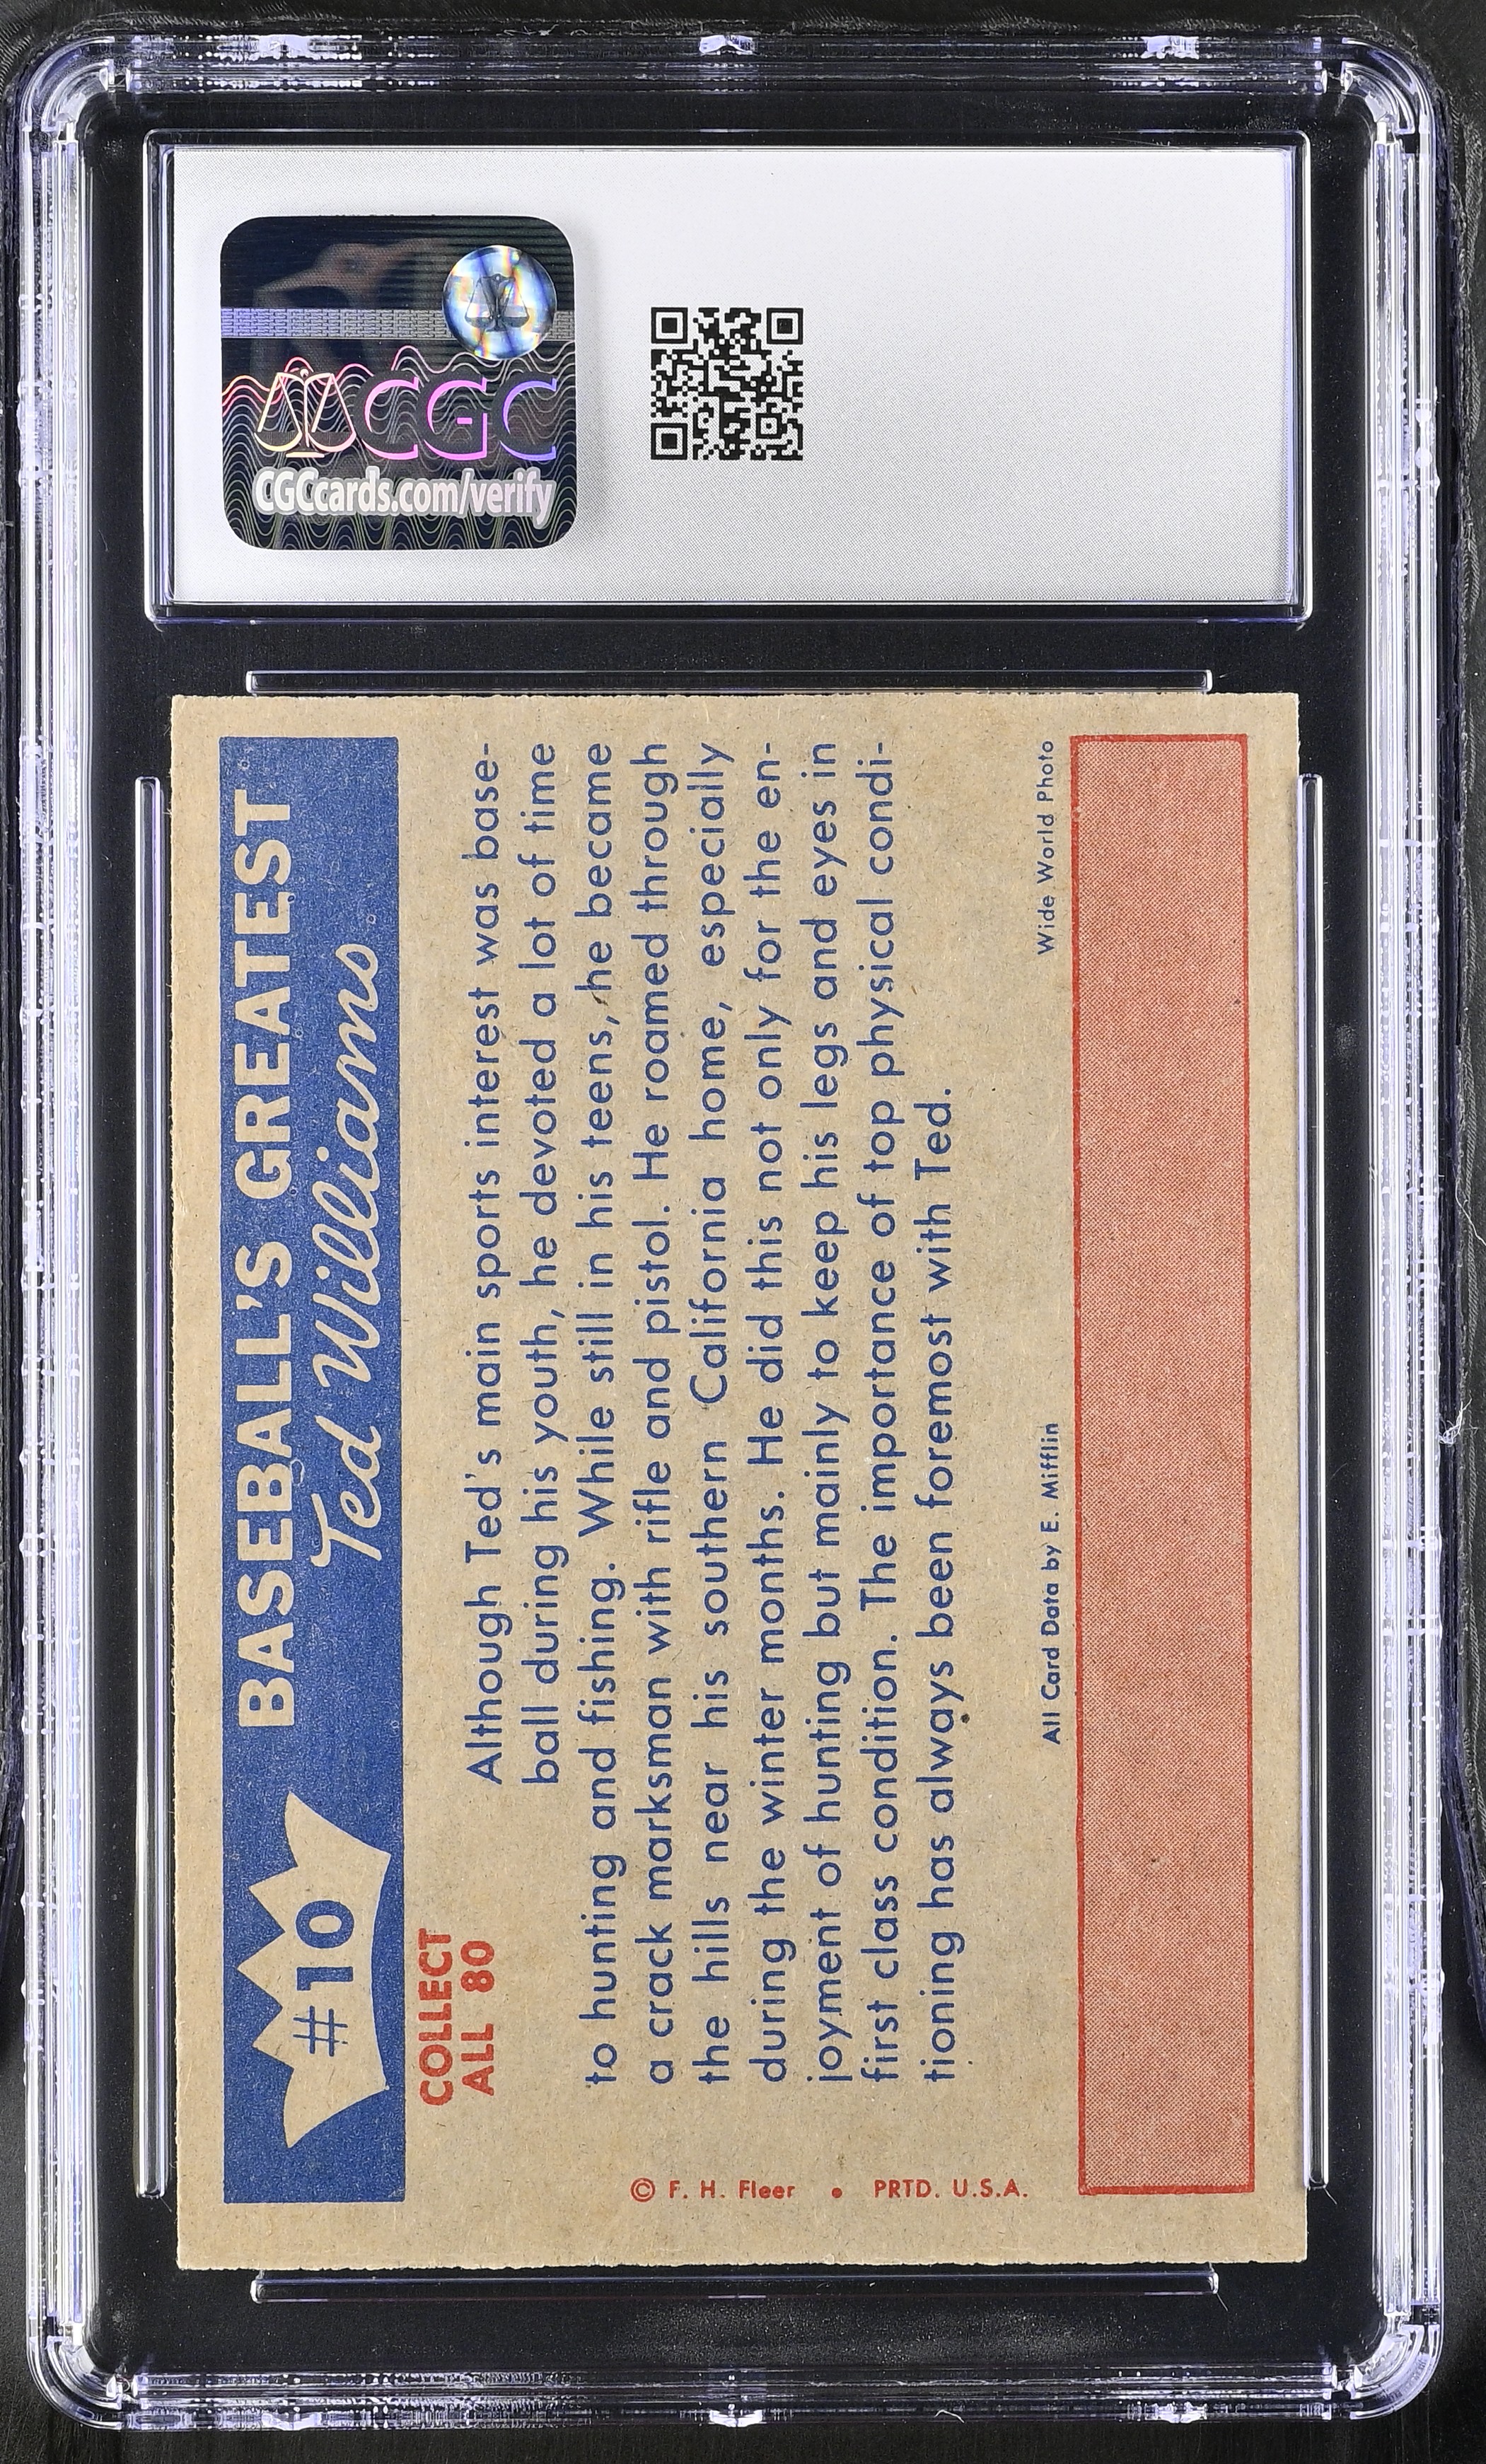 CGC
CGCcards.com/verify
#10
BASEBALL'S GREATEST
Ted Williams
COLLECT
ALL 80
Although Ted's main sports interest was base-
ball during his youth, he devoted a lot of time
to hunting and fishing. While still in his teens, he became
a crack marksman with rifle and pistol. He roamed through
the hills near his southern California home, especially
during the winter months. He did this not only for the en-
joyment of hunting but mainly to keep his legs and eyes in
first class condition. The importance of top physical condi-
tioning has always been foremost with Ted.
© F. H. Fleer • PRTD. U.S.A.
All Card Data by E. Mifflin
Wide World Photo